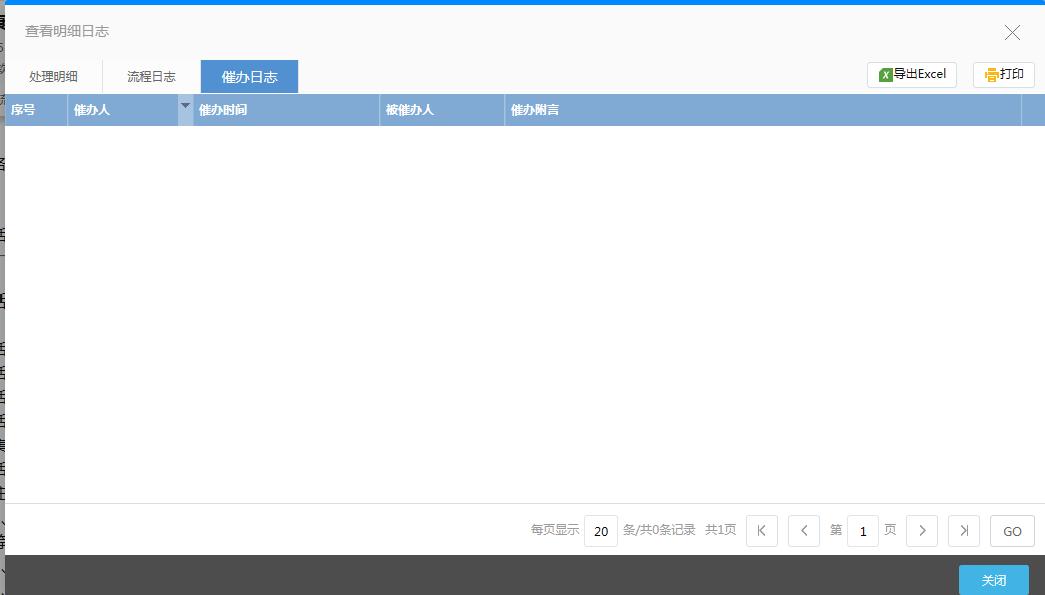 查看明细日志
处理明细 流程日志 催办日志 导出Excel 打印
序号 催办人 催办时间 被催办人 催办附言
每页显示 20 条/共0条记录 共1页 第 1 页 GO
关闭